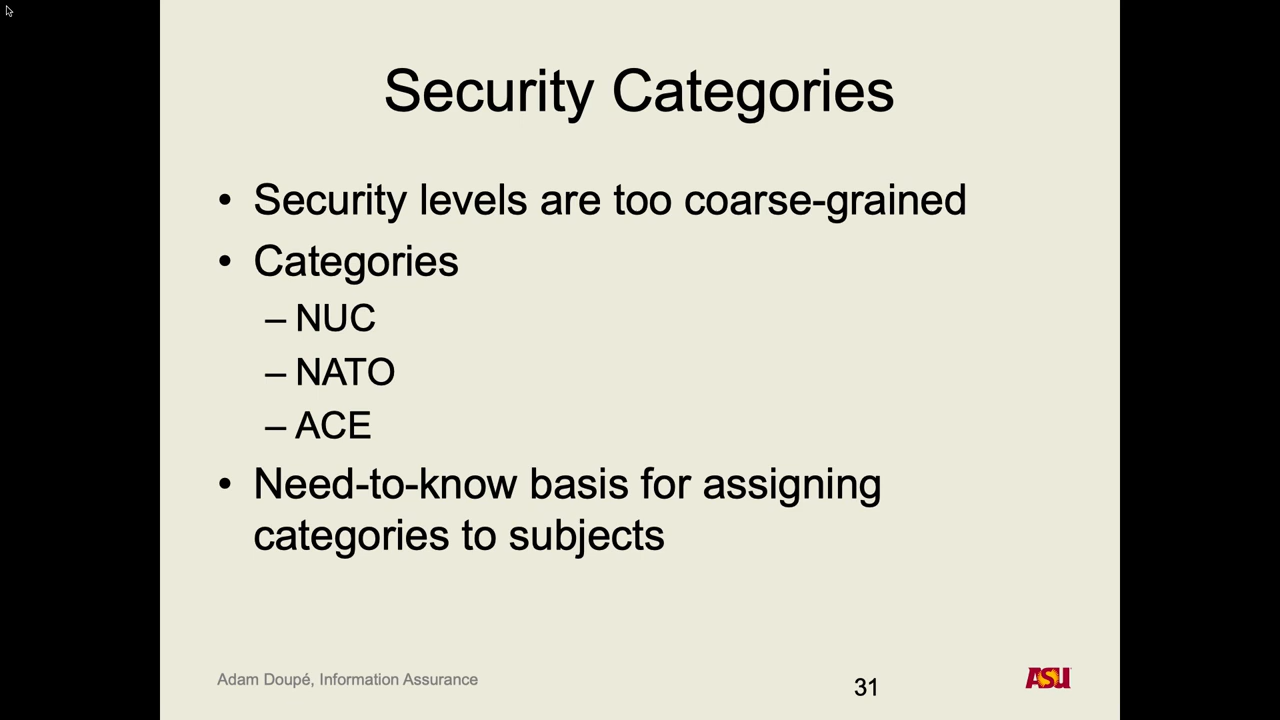 Security Categories
• Security levels are too coarse-grained
• Categories
– NUC
– NATO
– ACE
• Need-to-know basis for assigning
categories to subjects
Adam Doupé, Information Assurance
31
ASU